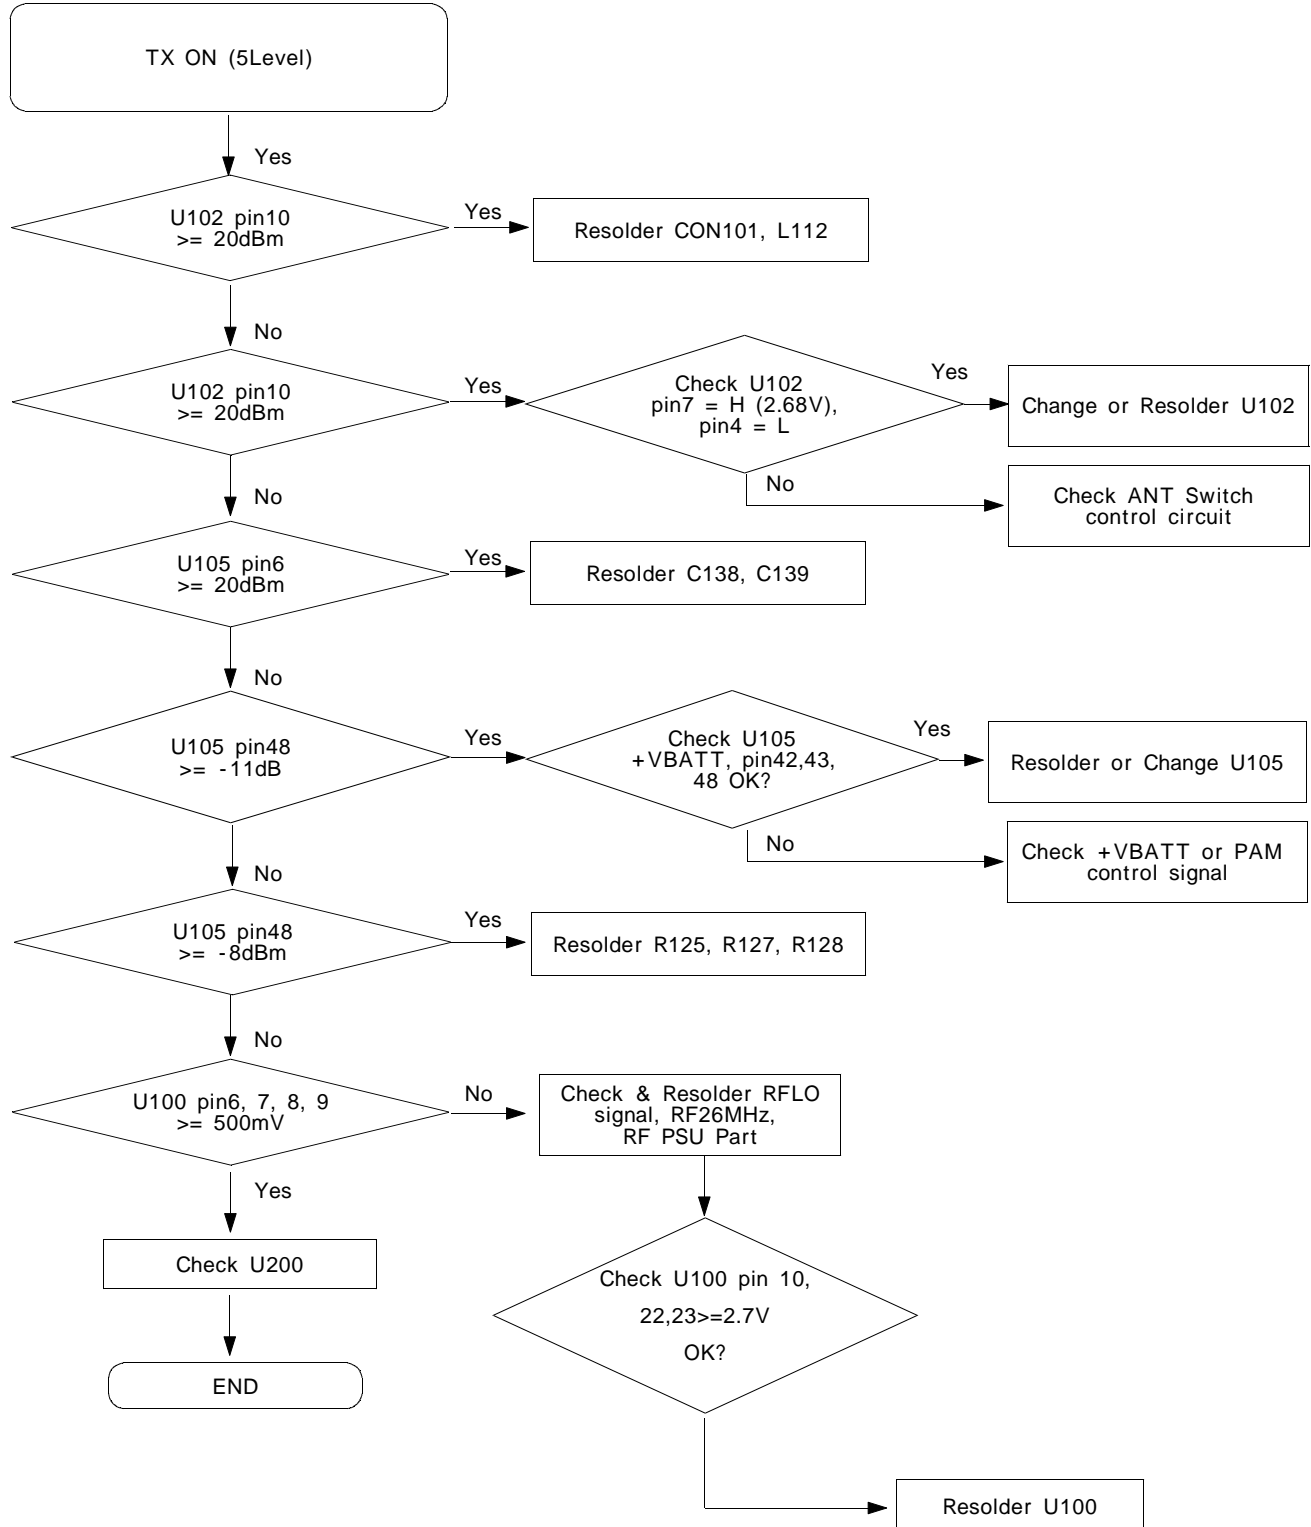 TX ON (5Level)
Yes
U102 pin10
>= 20dBm
Yes
Resolder CON101, L112
No
U102 pin10
>= 20dBm
Yes
Check U102
pin7 = H (2.68V),
pin4 = L
Yes
Change or Resolder U102
No
Check ANT Switch
control circuit
No
U105 pin6
>= 20dBm
Yes
Resolder C138, C139
No
U105 pin48
>= -11dB
Yes
Check U105
+VBATT, pin42,43,
48 OK?
Yes
Resolder or Change U105
No
Check +VBATT or PAM
control signal
No
U105 pin48
>= -8dBm
Yes
Resolder R125, R127, R128
No
U100 pin6, 7, 8, 9
>= 500mV
No
Check & Resolder RFLO
signal, RF26MHz,
RF PSU Part
Yes
Check U200
END
Check U100 pin 10,
22,23>=2.7V
OK?
Resolder U100